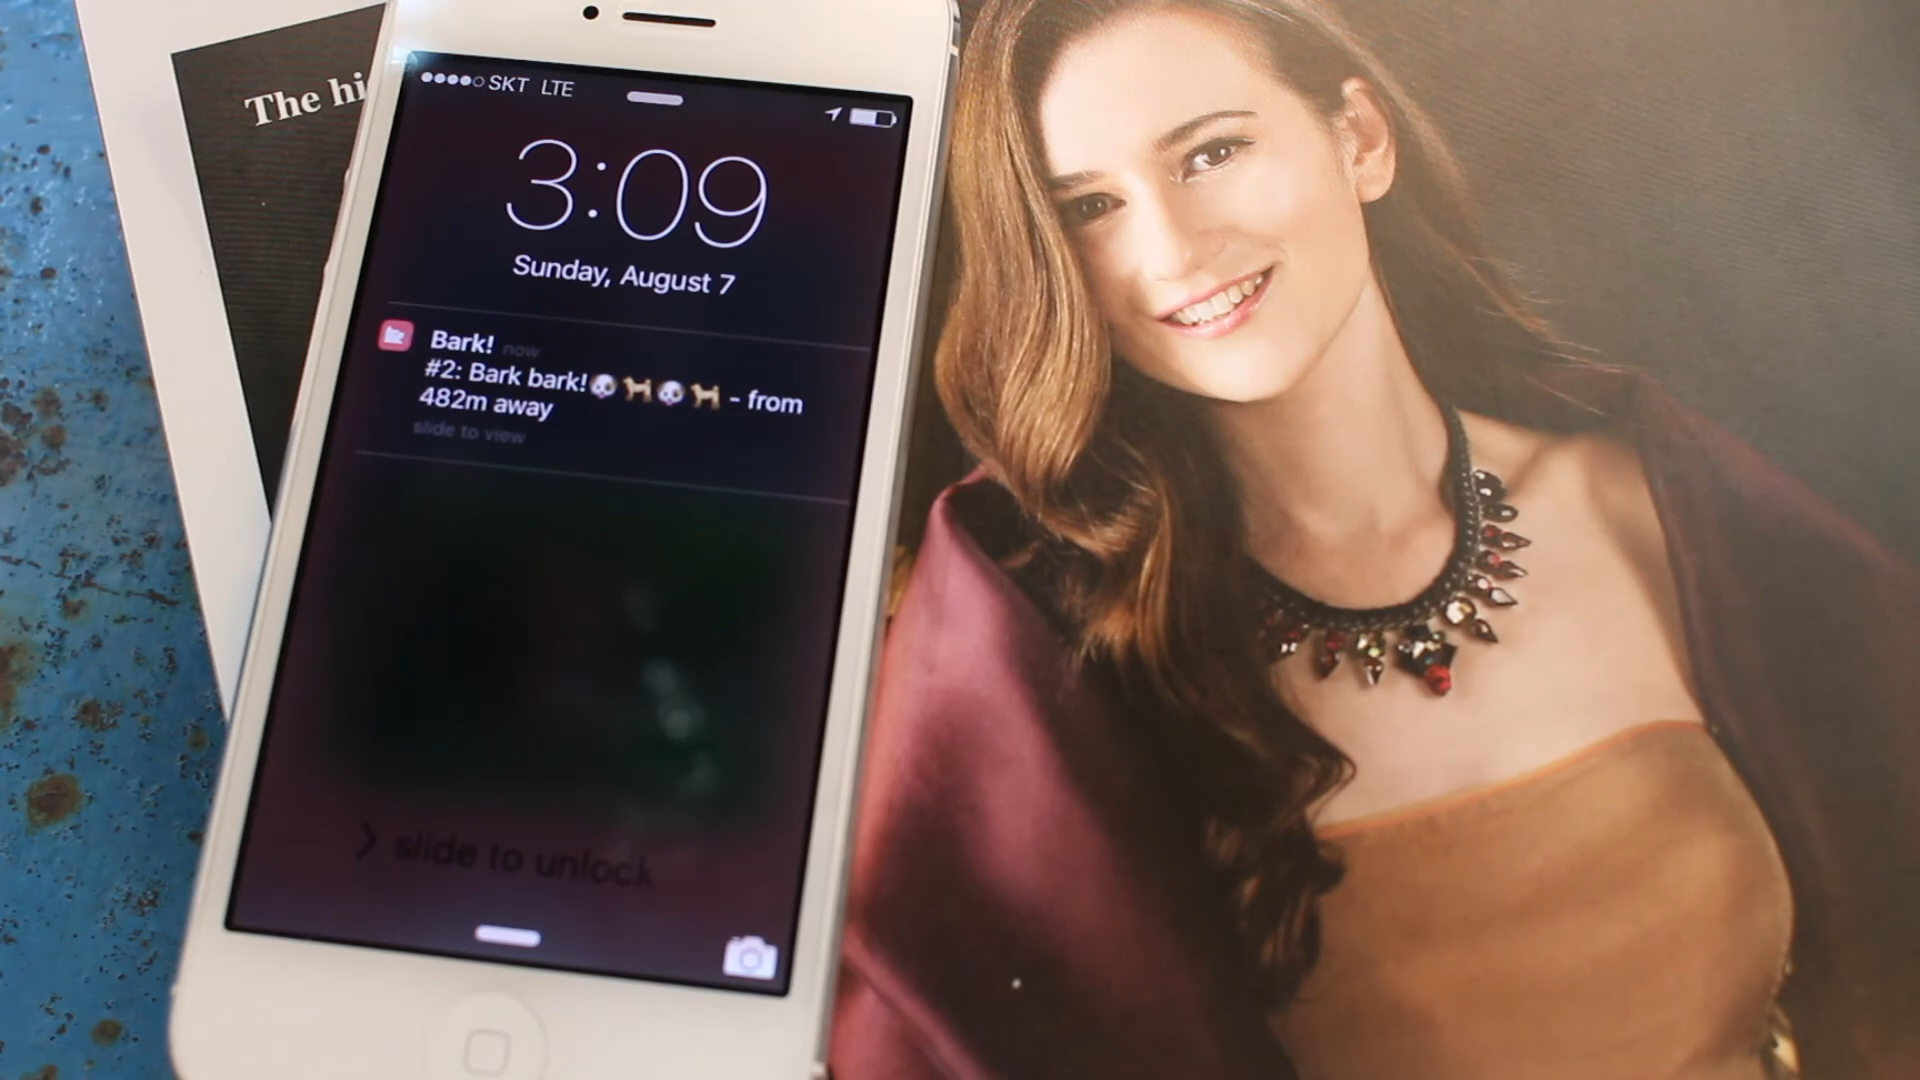 The hi
SKT LTE
3:09
Sunday, August 7
Bark! now
#2: Bark bark!🐶🐕🐶🐕 - from
482m away
slide to view
> slide to unlock